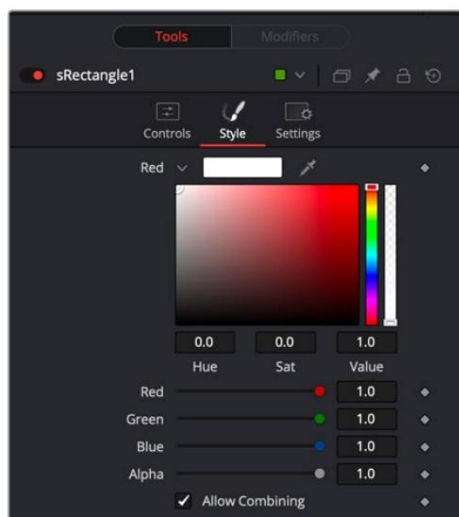 Tools Modifiers
sRectangle1
Controls Style Settings
Red
0.0 0.0 1.0
Hue Sat Value
Red 1.0
Green 1.0
Blue 1.0
Alpha 1.0
Allow Combining